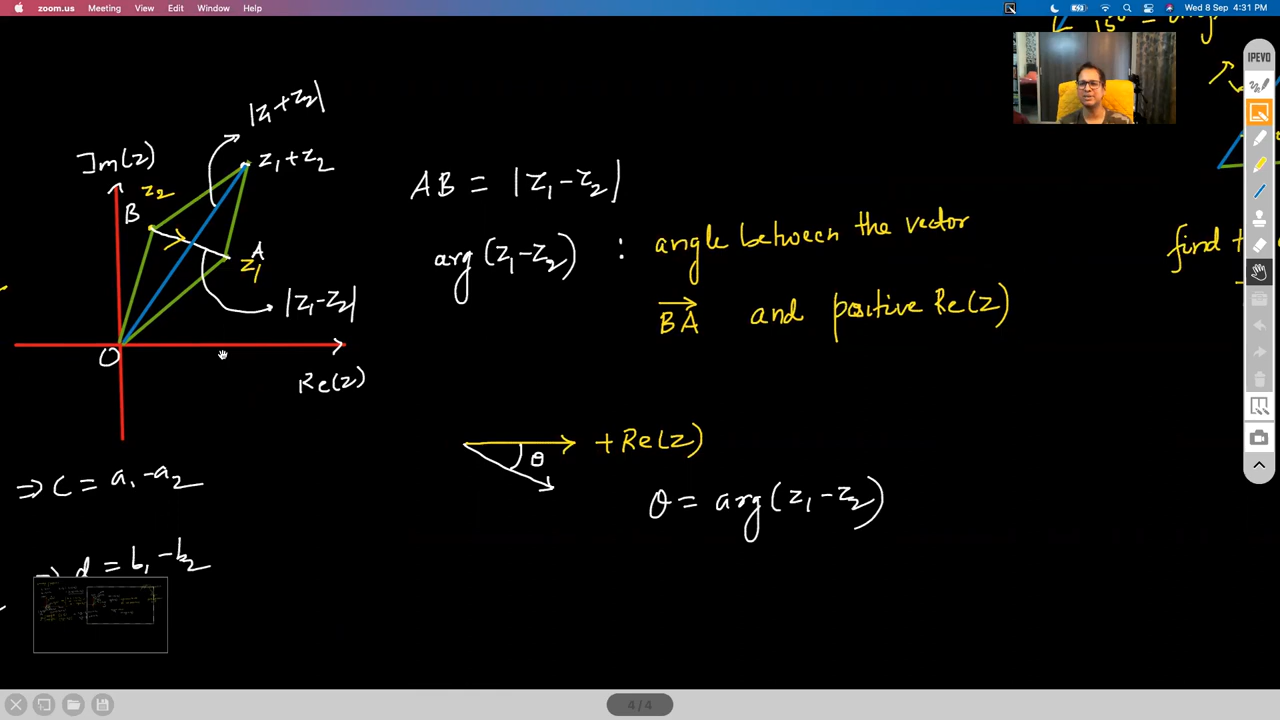 zoom.us Meeting View Edit Window Help
Wed 8 Sep 4:31 PM
IPEVO
|z₁+z₂|
Im(z)
z₁+z₂
z₂
B
A
z₁
|z₁-z₂|
O
Re(z)
⇒ c = a₁-a₂
⇒ d = b₁-b₂
AB = |z₁-z₂|
arg(z₁-z₂) : angle between the vector
BA and positive Re(z)
+Re(z)
θ
θ = arg(z₁-z₂)
find
4/4